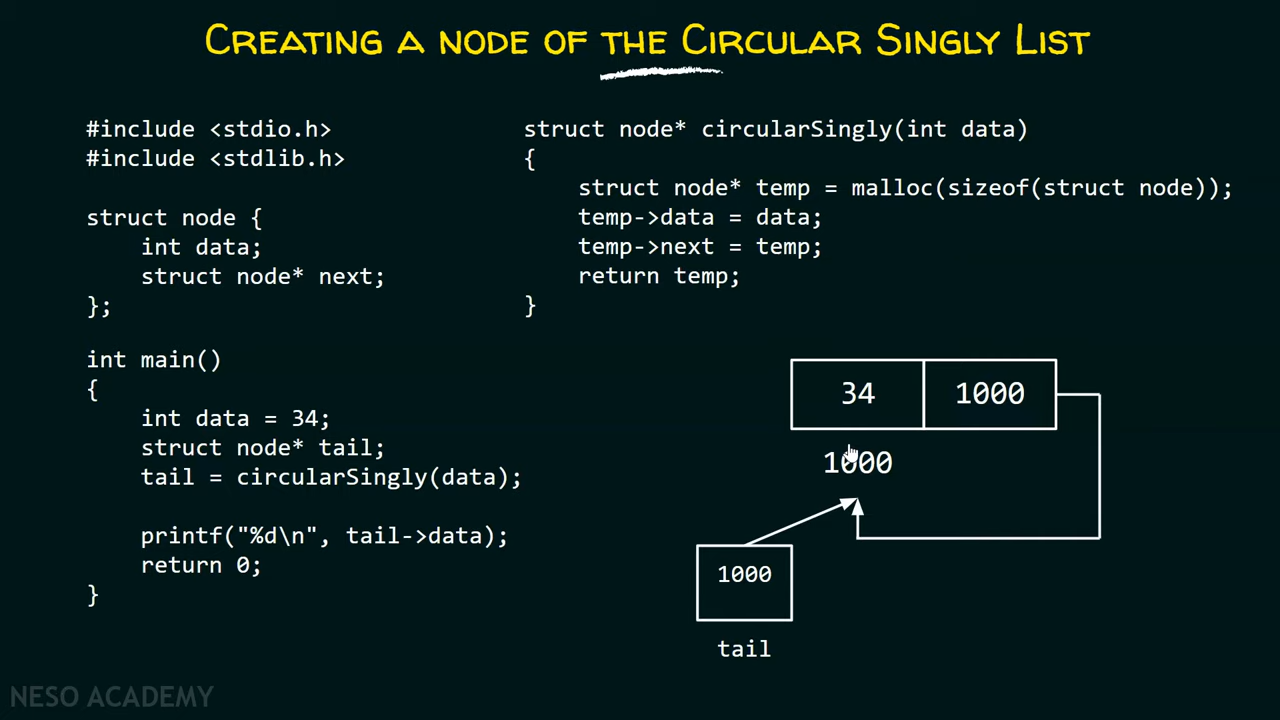 CREATING A NODE OF THE CIRCULAR SINGLY LIST
#include <stdio.h>
#include <stdlib.h>
struct node {
    int data;
    struct node* next;
};
int main()
{
    int data = 34;
    struct node* tail;
    tail = circularSingly(data);
    printf("%d\n", tail->data);
    return 0;
}
struct node* circularSingly(int data)
{
    struct node* temp = malloc(sizeof(struct node));
    temp->data = data;
    temp->next = temp;
    return temp;
}
34 1000
1000
1000
tail
NESO ACADEMY